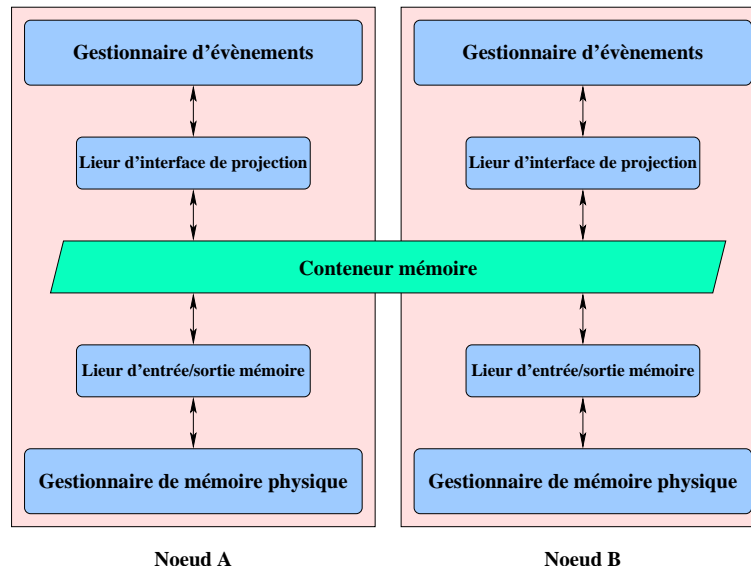 Gestionnaire d'évènements
Gestionnaire d'évènements
Lieur d'interface de projection
Lieur d'interface de projection
Conteneur mémoire
Lieur d'entrée/sortie mémoire
Lieur d'entrée/sortie mémoire
Gestionnaire de mémoire physique
Gestionnaire de mémoire physique
Noeud A
Noeud B